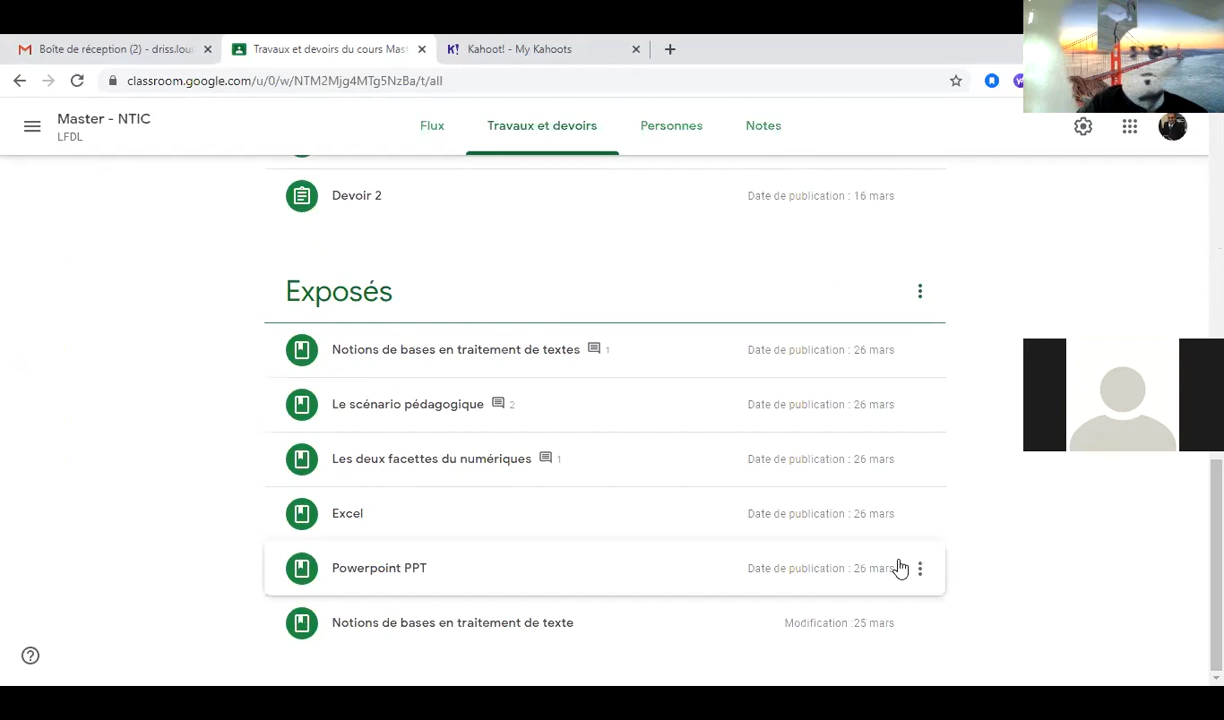 Boîte de réception (2) - driss.loui
Travaux et devoirs du cours Mast
K! Kahoot! - My Kahoots
classroom.google.com/u/0/w/NTM2Mjg4MTg5NzBa/t/all
Master - NTIC
LFDL
Flux
Travaux et devoirs
Personnes
Notes
Devoir 2
Date de publication : 16 mars
Exposés
Notions de bases en traitement de textes 1
Date de publication : 26 mars
Le scénario pédagogique 2
Date de publication : 26 mars
Les deux facettes du numériques 1
Date de publication : 26 mars
Excel
Date de publication : 26 mars
Powerpoint PPT
Date de publication : 26 mars
Notions de bases en traitement de texte
Modification :25 mars